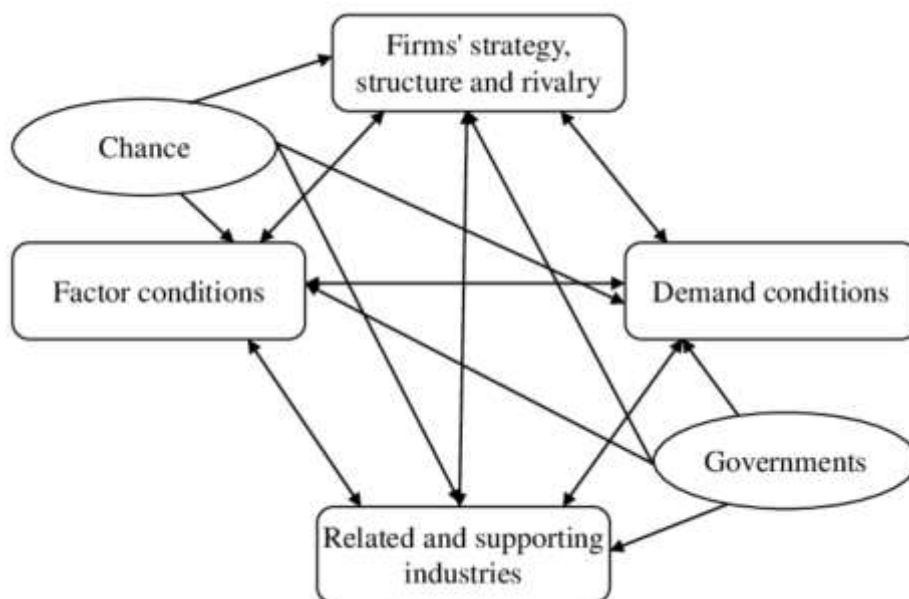 Firms' strategy,
structure and rivalry
Chance
Factor conditions
Demand conditions
Governments
Related and supporting
industries